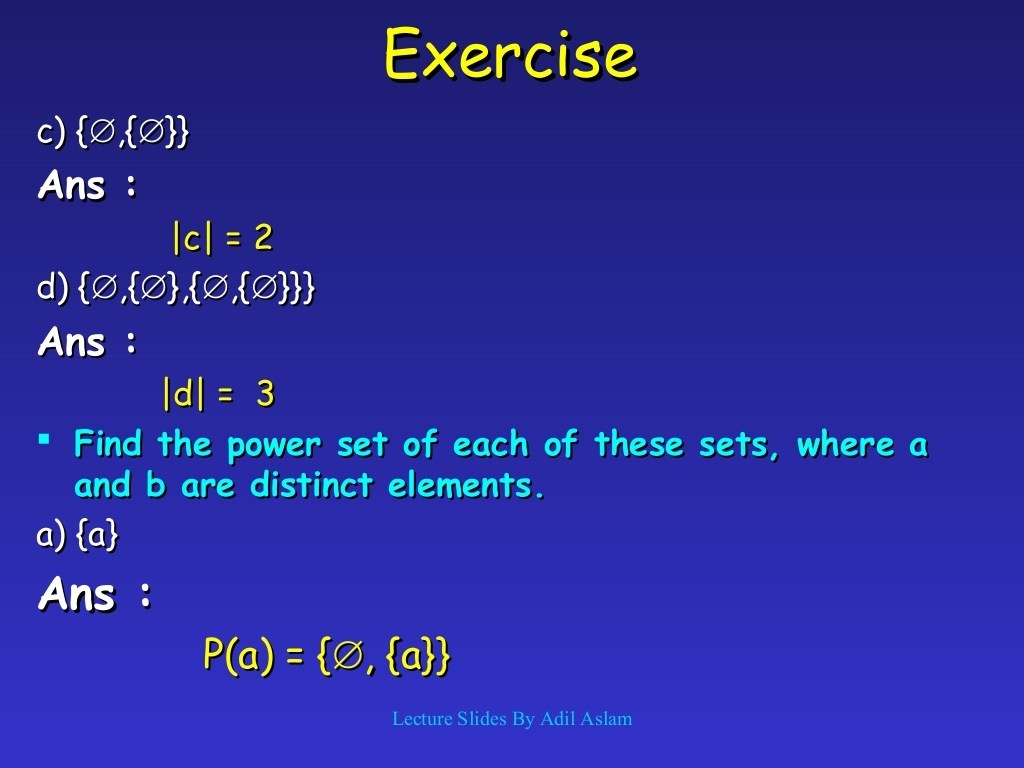 Exercise
c) {∅,{∅}}
Ans :
|c| = 2
d) {∅,{∅},{∅,{∅}}}
Ans :
|d| = 3
▪ Find the power set of each of these sets, where a
and b are distinct elements.
a) {a}
Ans :
P(a) = {∅, {a}}
Lecture Slides By Adil Aslam